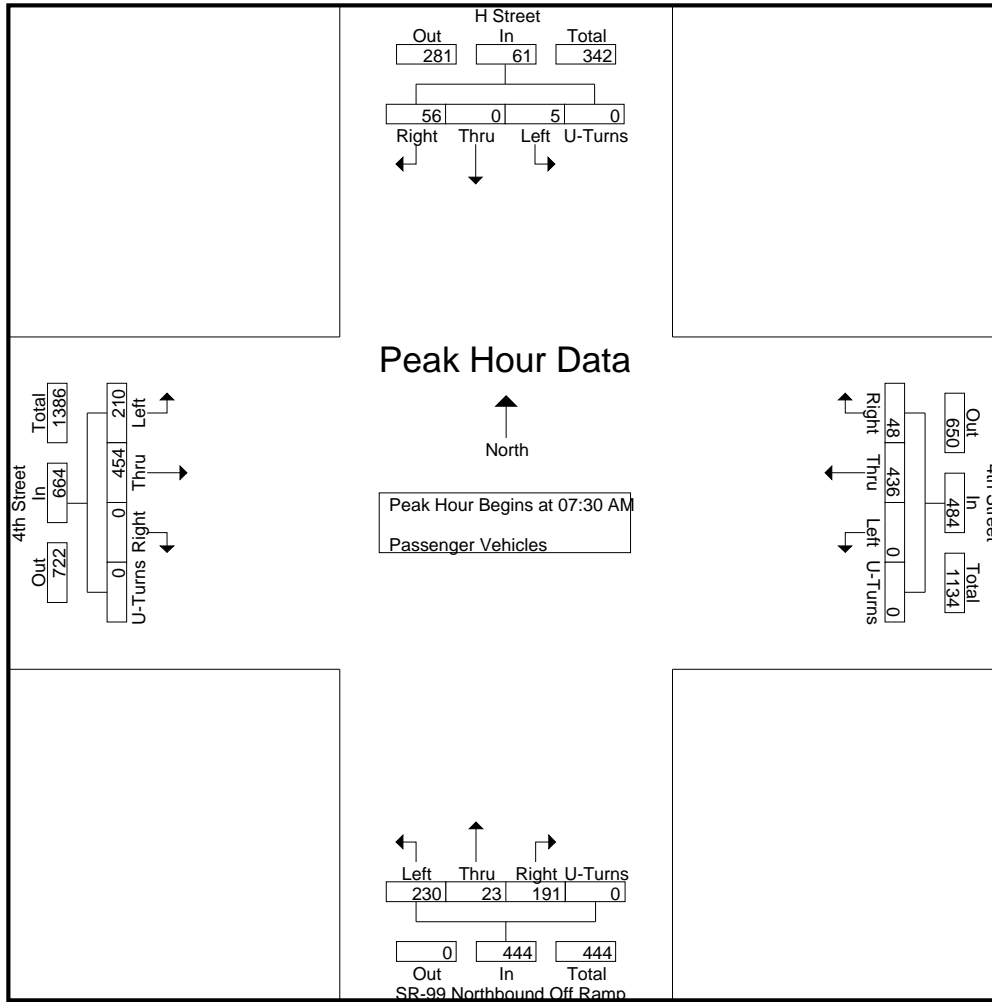 H Street
Out In Total
281 61 342
56 0 5 0
Right Thru Left U-Turns
Peak Hour Data
North
Peak Hour Begins at 07:30 AM
Passenger Vehicles
4th Street
Total In Out
1386 664 722
210 454 0 0
Left Thru Right U-Turns
4th Street
Out In Total
650 484 1134
48 436 0 0
Right Thru Left U-Turns
Left Thru Right U-Turns
230 23 191 0
0 444 444
Out In Total
SR-99 Northbound Off Ramp